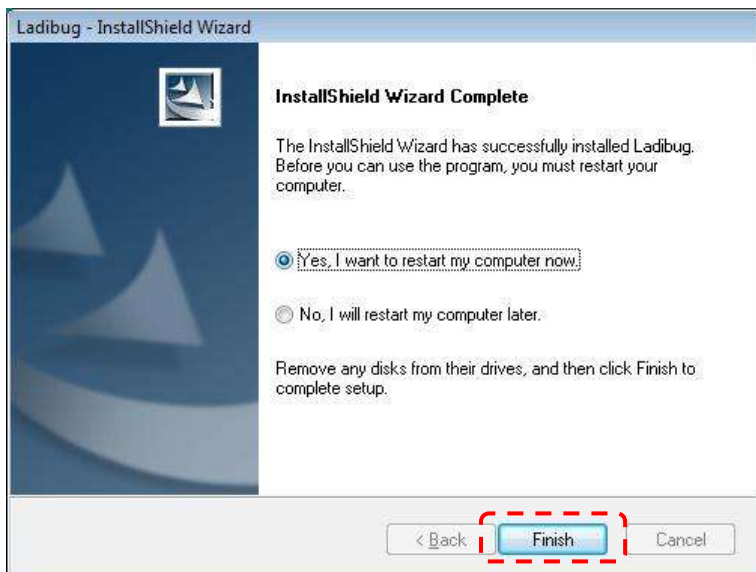 Ladibug - InstallShield Wizard
InstallShield Wizard Complete
The InstallShield Wizard has successfully installed Ladibug.
Before you can use the program, you must restart your
computer.
Yes, I want to restart my computer now.
No, I will restart my computer later.
Remove any disks from their drives, and then click Finish to
complete setup.
< Back Finish Cancel